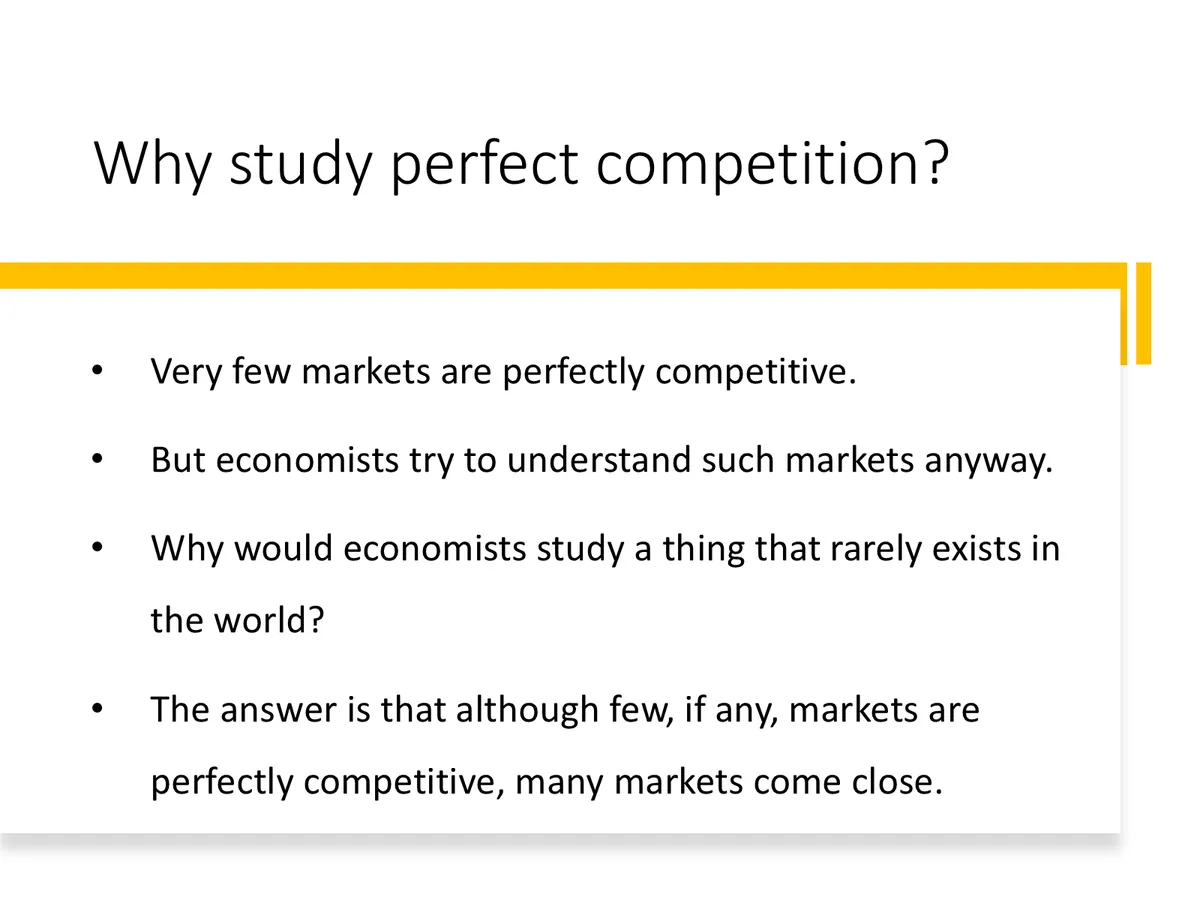 Why study perfect competition?
• Very few markets are perfectly competitive.
• But economists try to understand such markets anyway.
• Why would economists study a thing that rarely exists in
the world?
• The answer is that although few, if any, markets are
perfectly competitive, many markets come close.